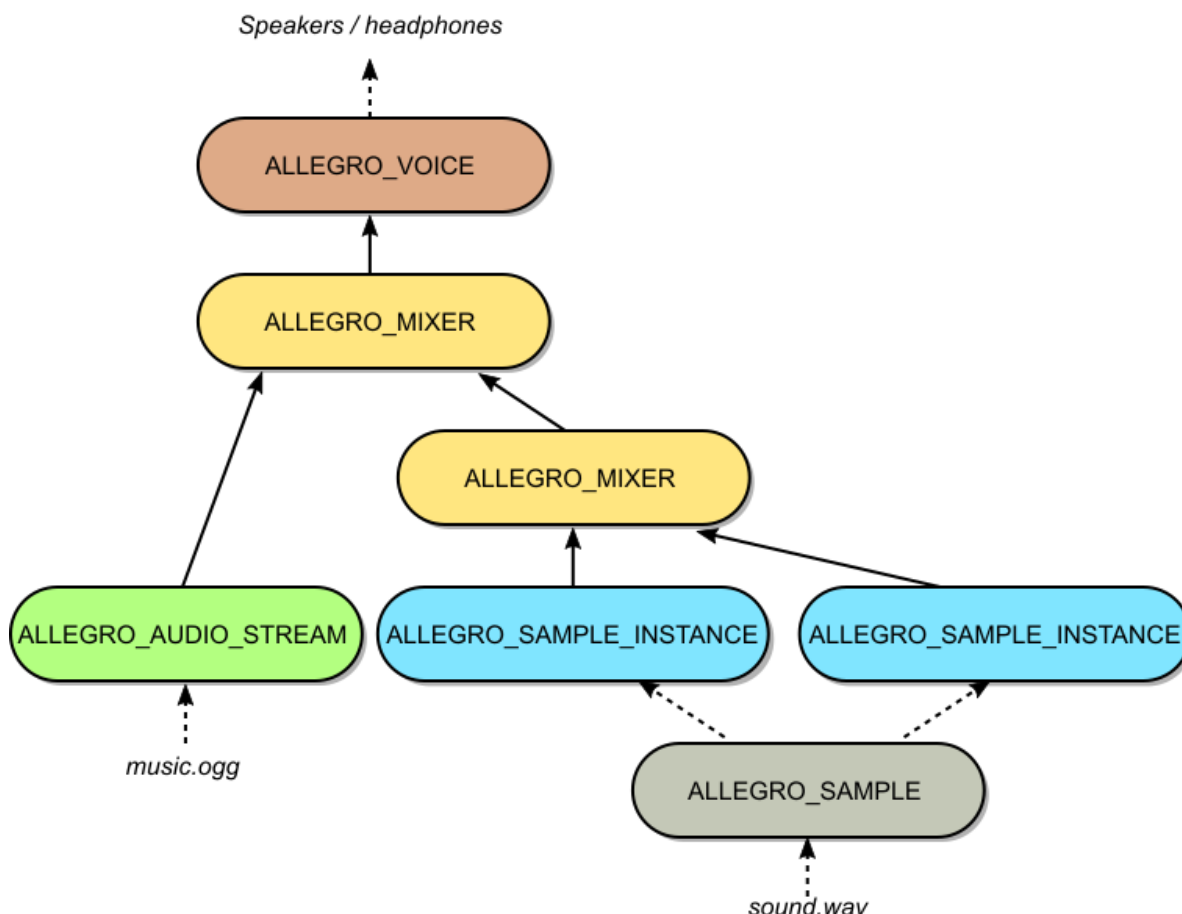 Speakers / headphones
ALLEGRO_VOICE
ALLEGRO_MIXER
ALLEGRO_MIXER
ALLEGRO_AUDIO_STREAM
ALLEGRO_SAMPLE_INSTANCE
ALLEGRO_SAMPLE_INSTANCE
music.ogg
ALLEGRO_SAMPLE
sound.wav